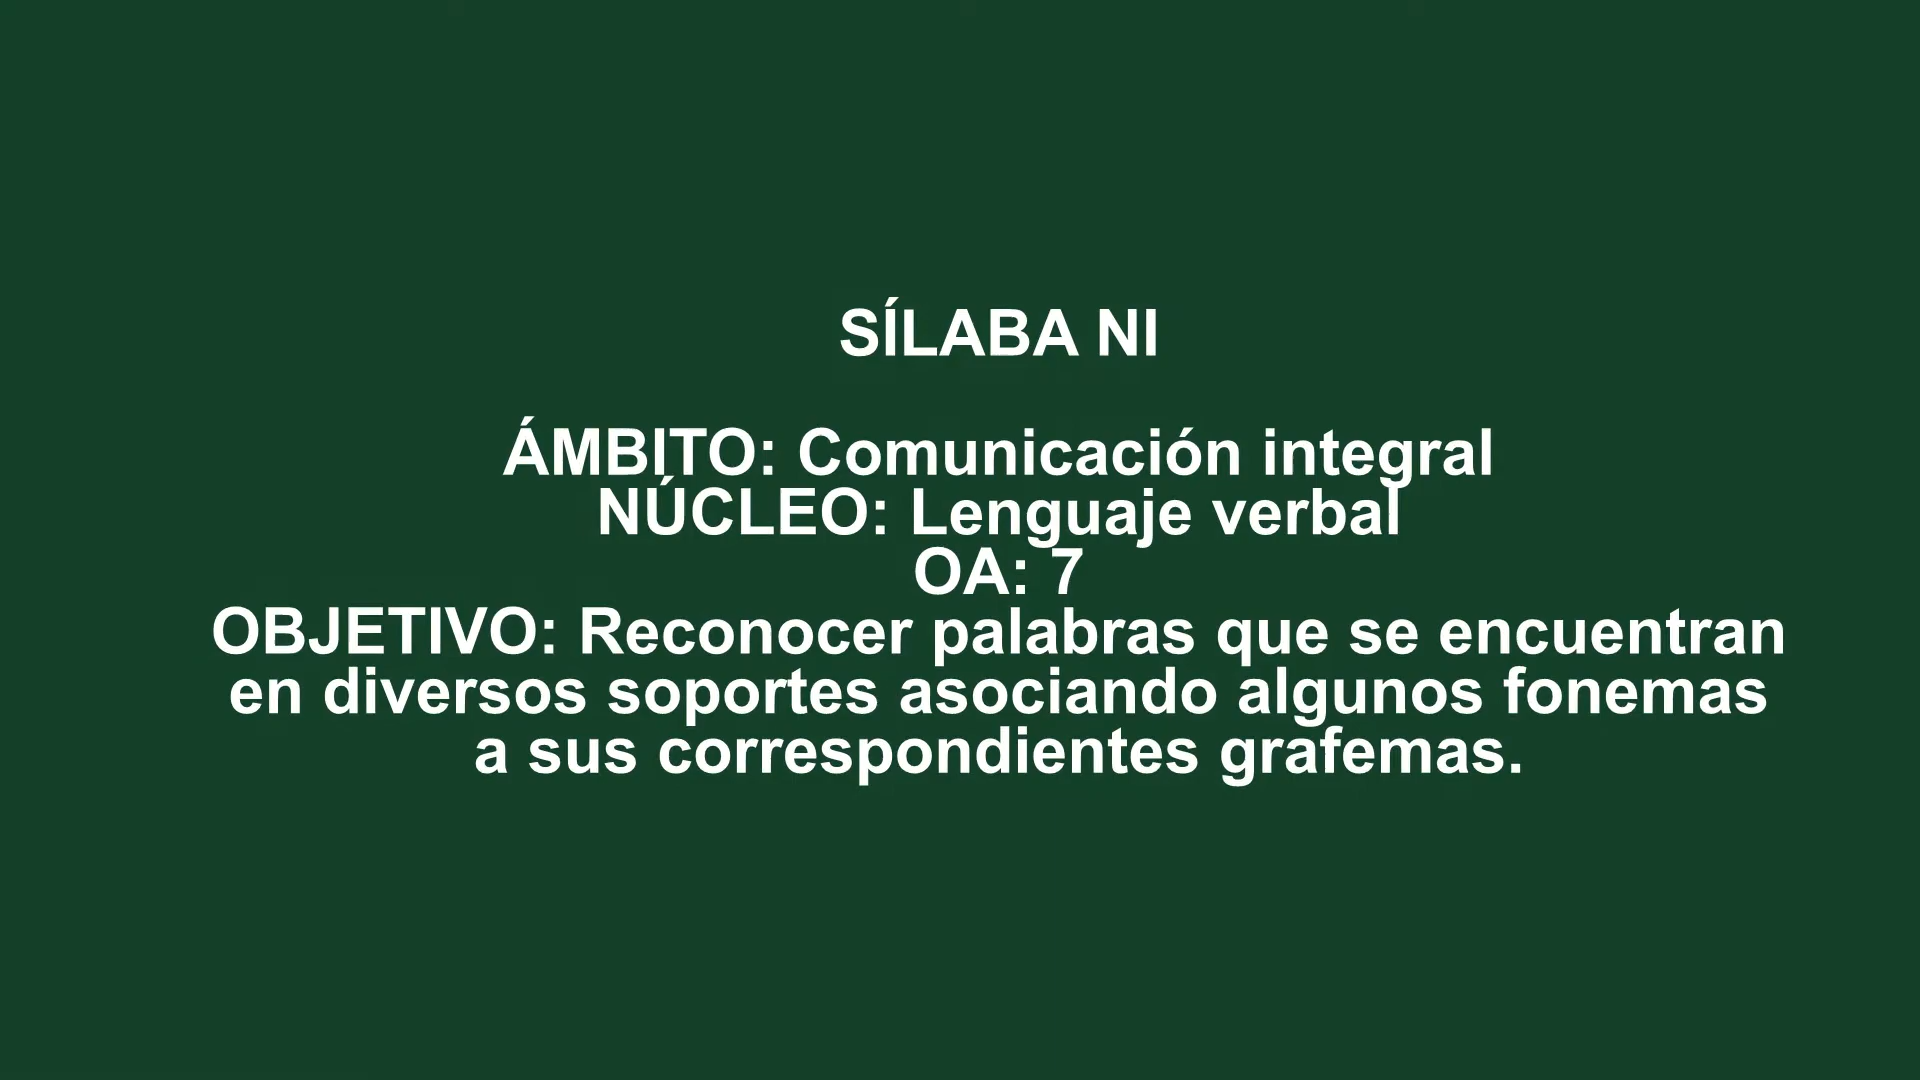 SÍLABA NI
ÁMBITO: Comunicación integral
NÚCLEO: Lenguaje verbal
OA: 7
OBJETIVO: Reconocer palabras que se encuentran
en diversos soportes asociando algunos fonemas
a sus correspondientes grafemas.